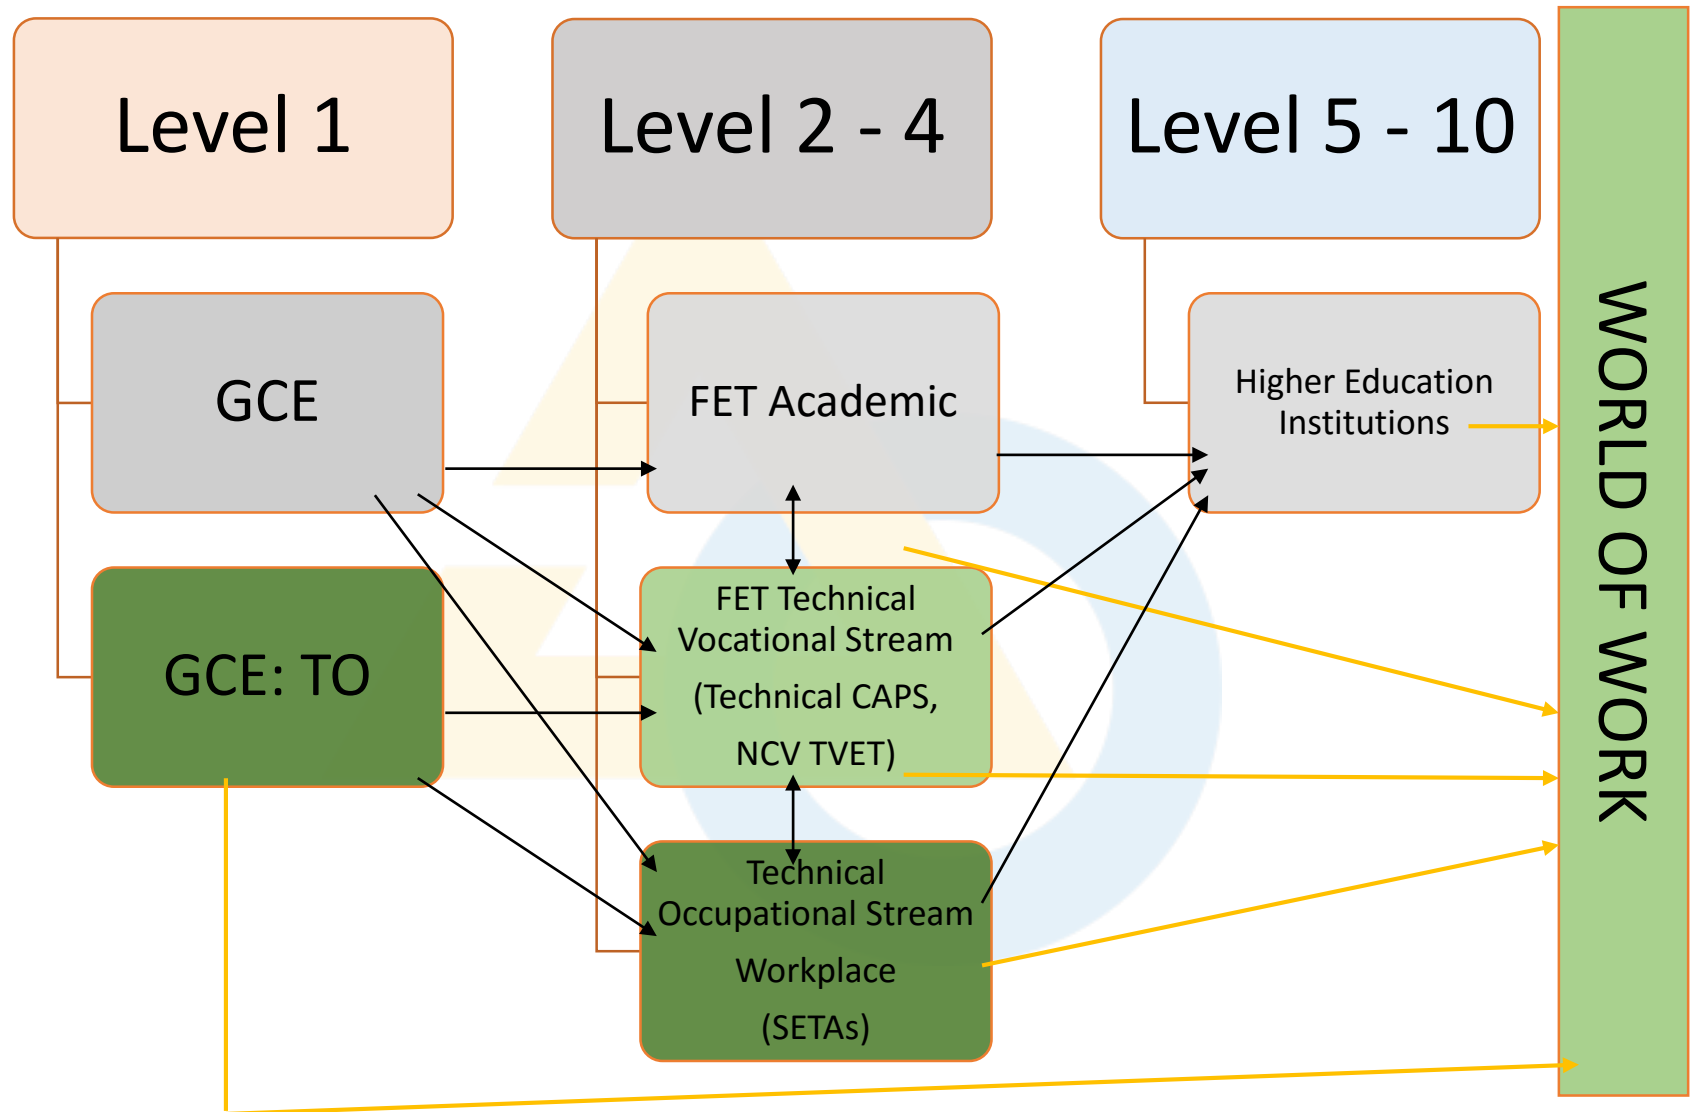 Level 1
Level 2 - 4
Level 5 - 10
GCE
FET Academic
Higher Education
Institutions
GCE: TO
FET Technical
Vocational Stream
(Technical CAPS,
NCV TVET)
Technical
Occupational Stream
Workplace
(SETAs)
WORLD OF WORK